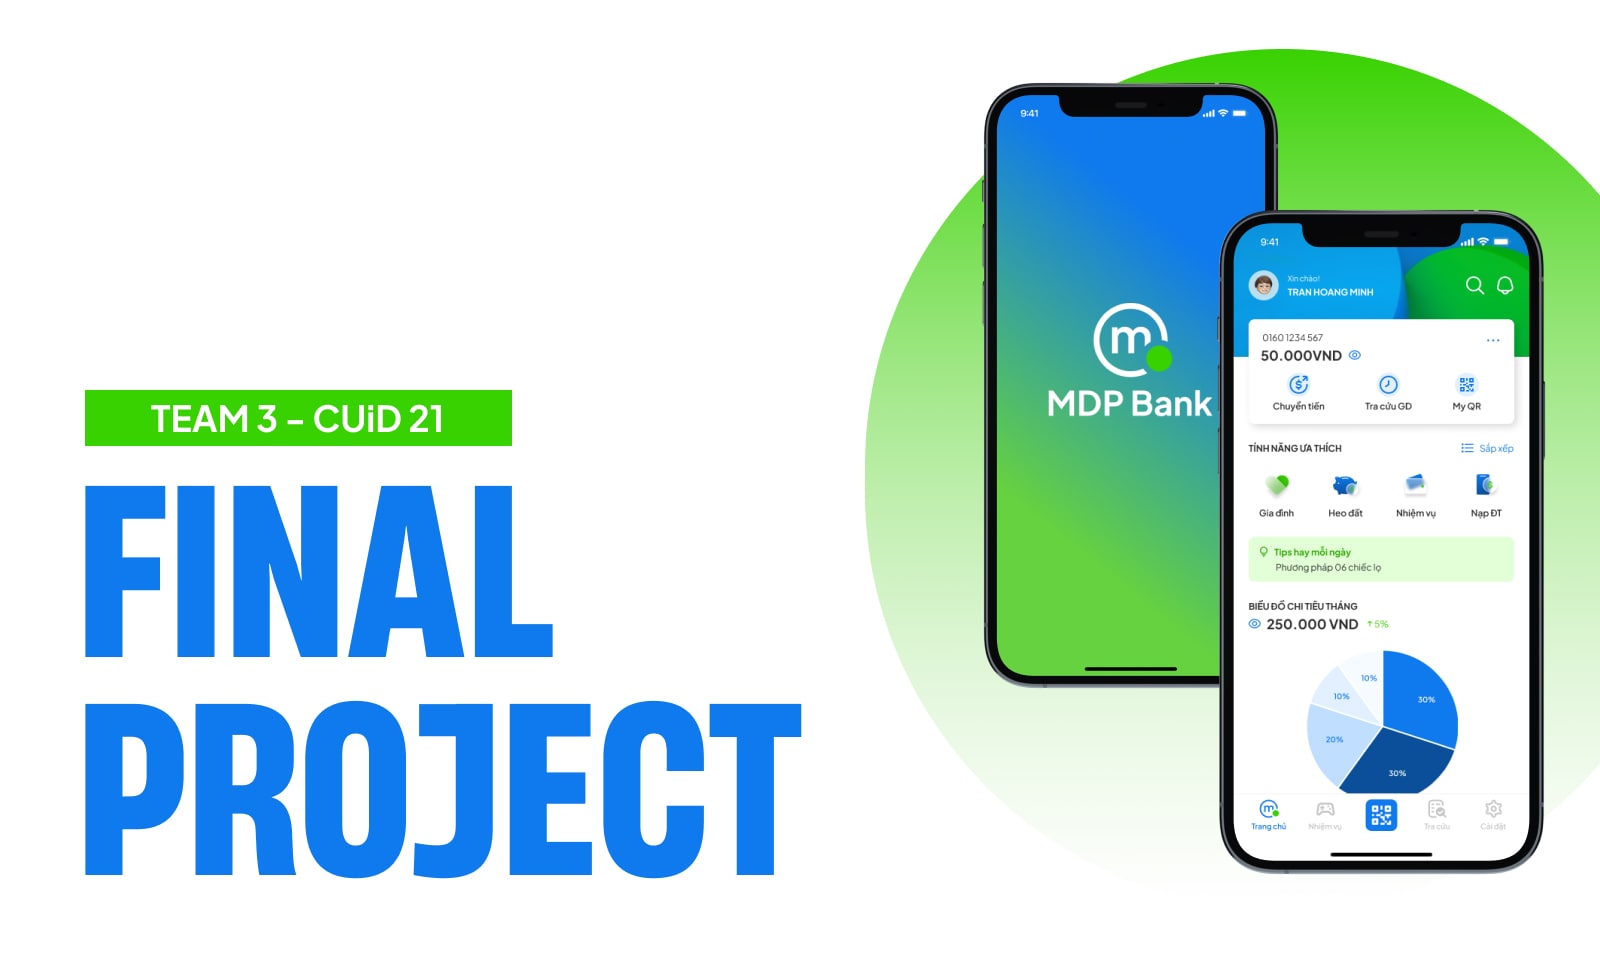 TEAM 3 - CUiD 21
FINAL
PROJECT
9:41
m
MDP Bank
9:41
Xin chào!
TRAN HOANG MINH
0160 1234 567
50.000VND
Chuyển tiền
Tra cứu GD
My QR
TÍNH NĂNG ƯA THÍCH
Sắp xếp
Gia đình
Heo đất
Nhiệm vụ
Nạp ĐT
Tips hay mỗi ngày
Phương pháp 06 chiếc lọ
BIỂU ĐỒ CHI TIÊU THÁNG
250.000 VND
↑ 5%
10%
10%
30%
20%
30%
m
Trang chủ
Nhiệm vụ
Tra cứu
Cài đặt